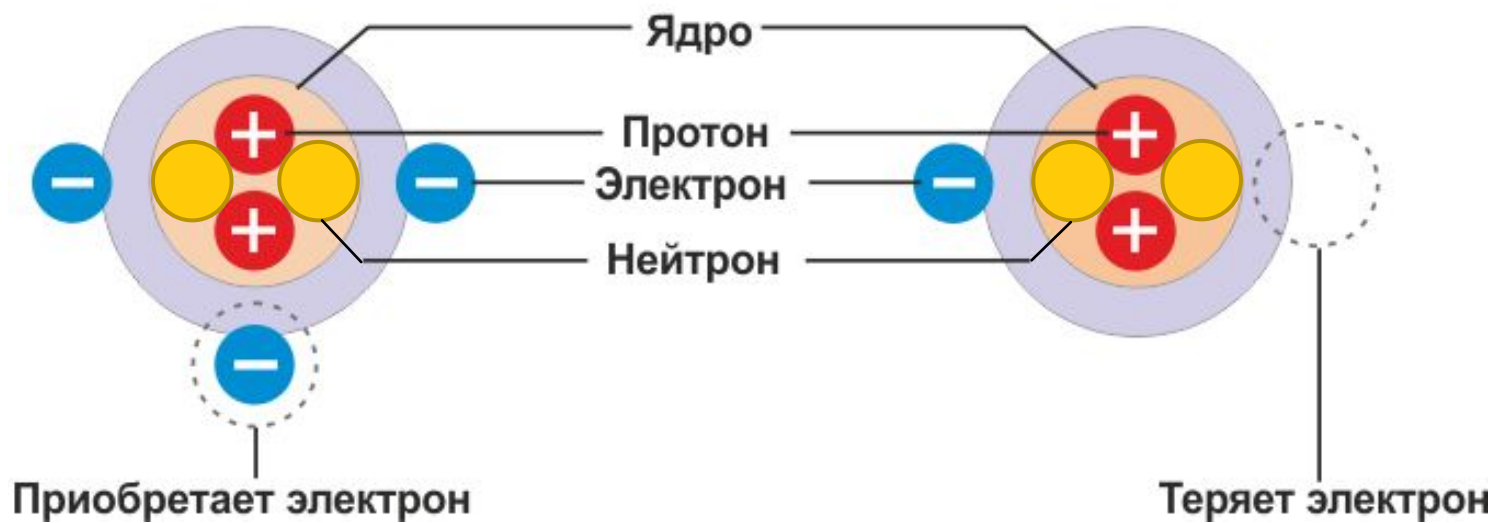 Ядро
Протон
Электрон
Нейтрон
Приобретает электрон
Теряет электрон